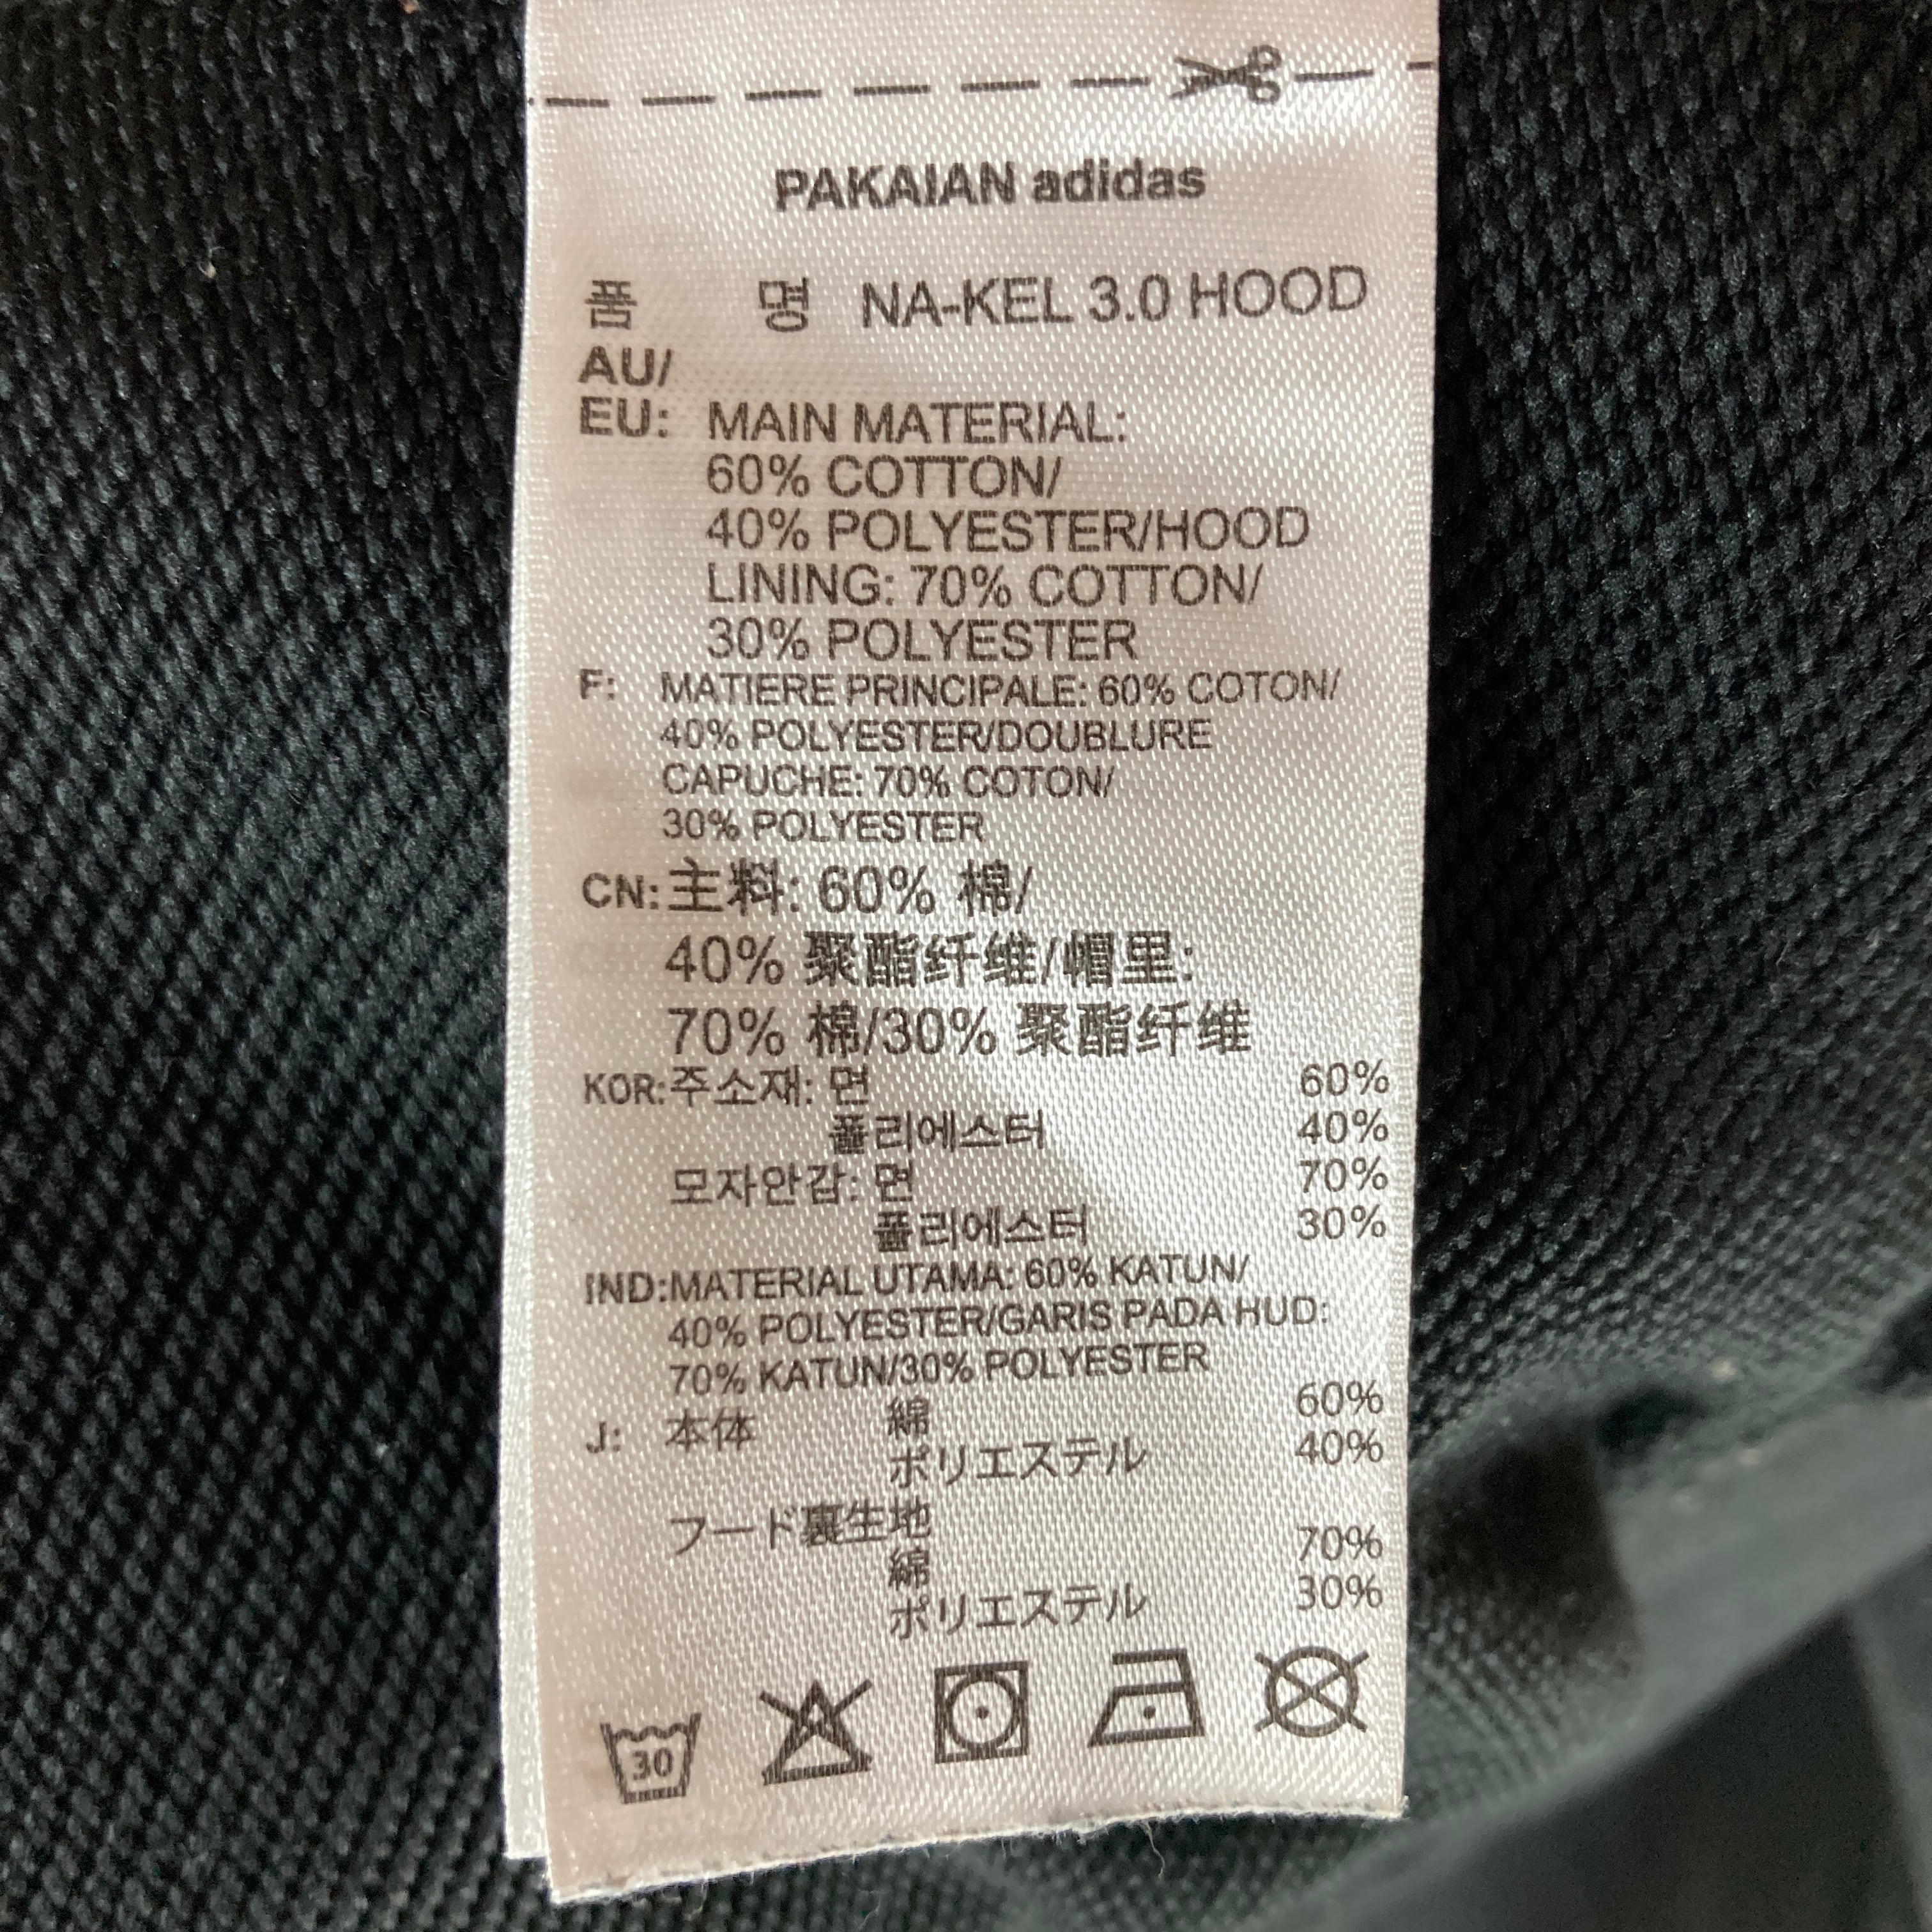 PAKAIAN adidas
품 명 NA-KEL 3.0 HOOD
AU/
EU: MAIN MATERIAL:
60% COTTON/
40% POLYESTER/HOOD
LINING: 70% COTTON/
30% POLYESTER
F: MATIERE PRINCIPALE: 60% COTON/
40% POLYESTER/DOUBLURE
CAPUCHE: 70% COTON/
30% POLYESTER
CN: 主料: 60% 棉/
40% 聚酯纤维/帽里:
70% 棉/30% 聚酯纤维
KOR: 주소재: 면 60%
폴리에스터 40%
모자안감: 면 70%
폴리에스터 30%
IND: MATERIAL UTAMA: 60% KATUN/
40% POLYESTER/GARIS PADA HUD:
70% KATUN/30% POLYESTER
J: 本体 綿 60%
ポリエステル 40%
フード裏生地
綿 70%
ポリエステル 30%
30